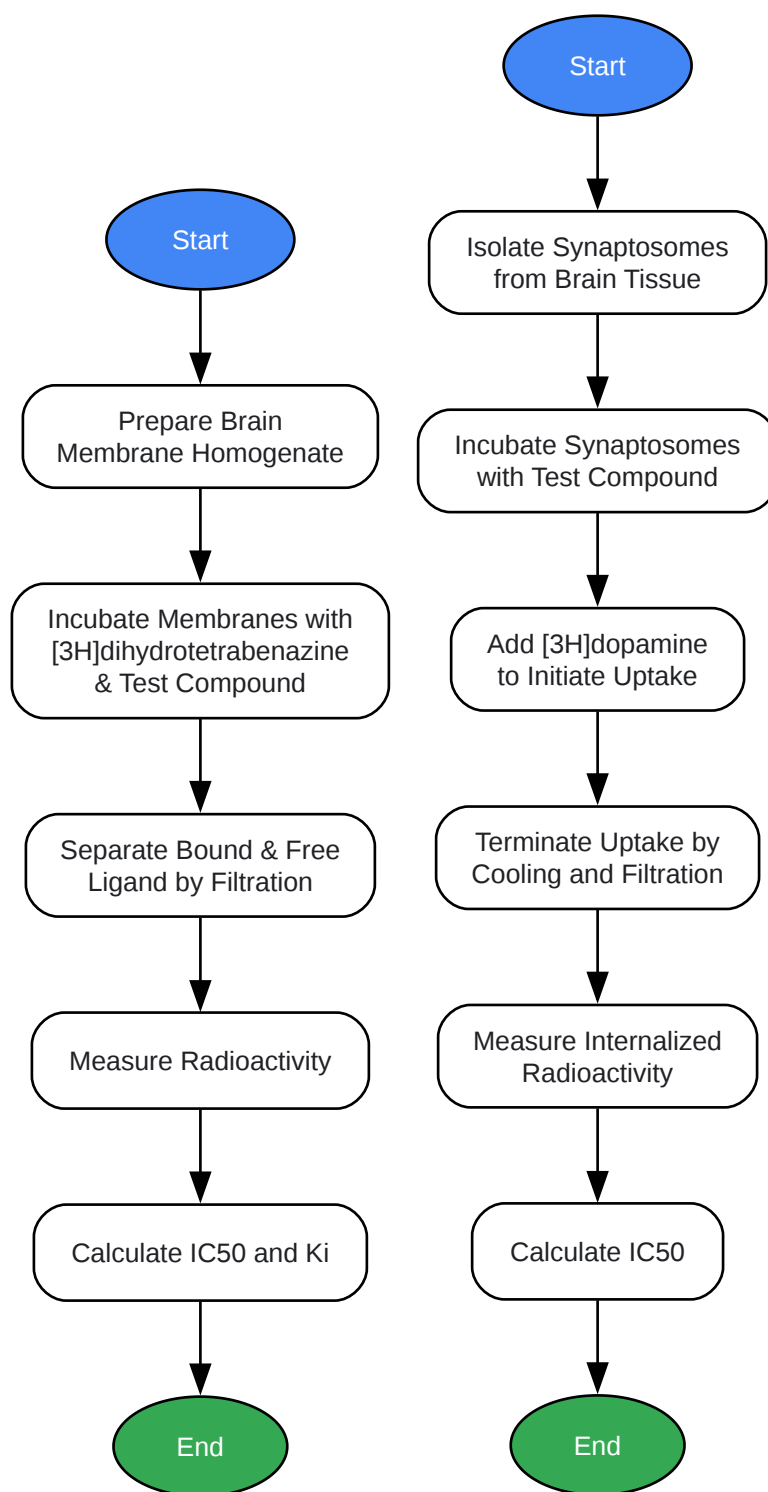 Start
Prepare Brain
Membrane Homogenate
Incubate Membranes with
[3H]dihydrotetrabenazine
& Test Compound
Separate Bound & Free
Ligand by Filtration
Measure Radioactivity
Calculate IC50 and Ki
End
Start
Isolate Synaptosomes
from Brain Tissue
Incubate Synaptosomes
with Test Compound
Add [3H]dopamine
to Initiate Uptake
Terminate Uptake by
Cooling and Filtration
Measure Internalized
Radioactivity
Calculate IC50
End